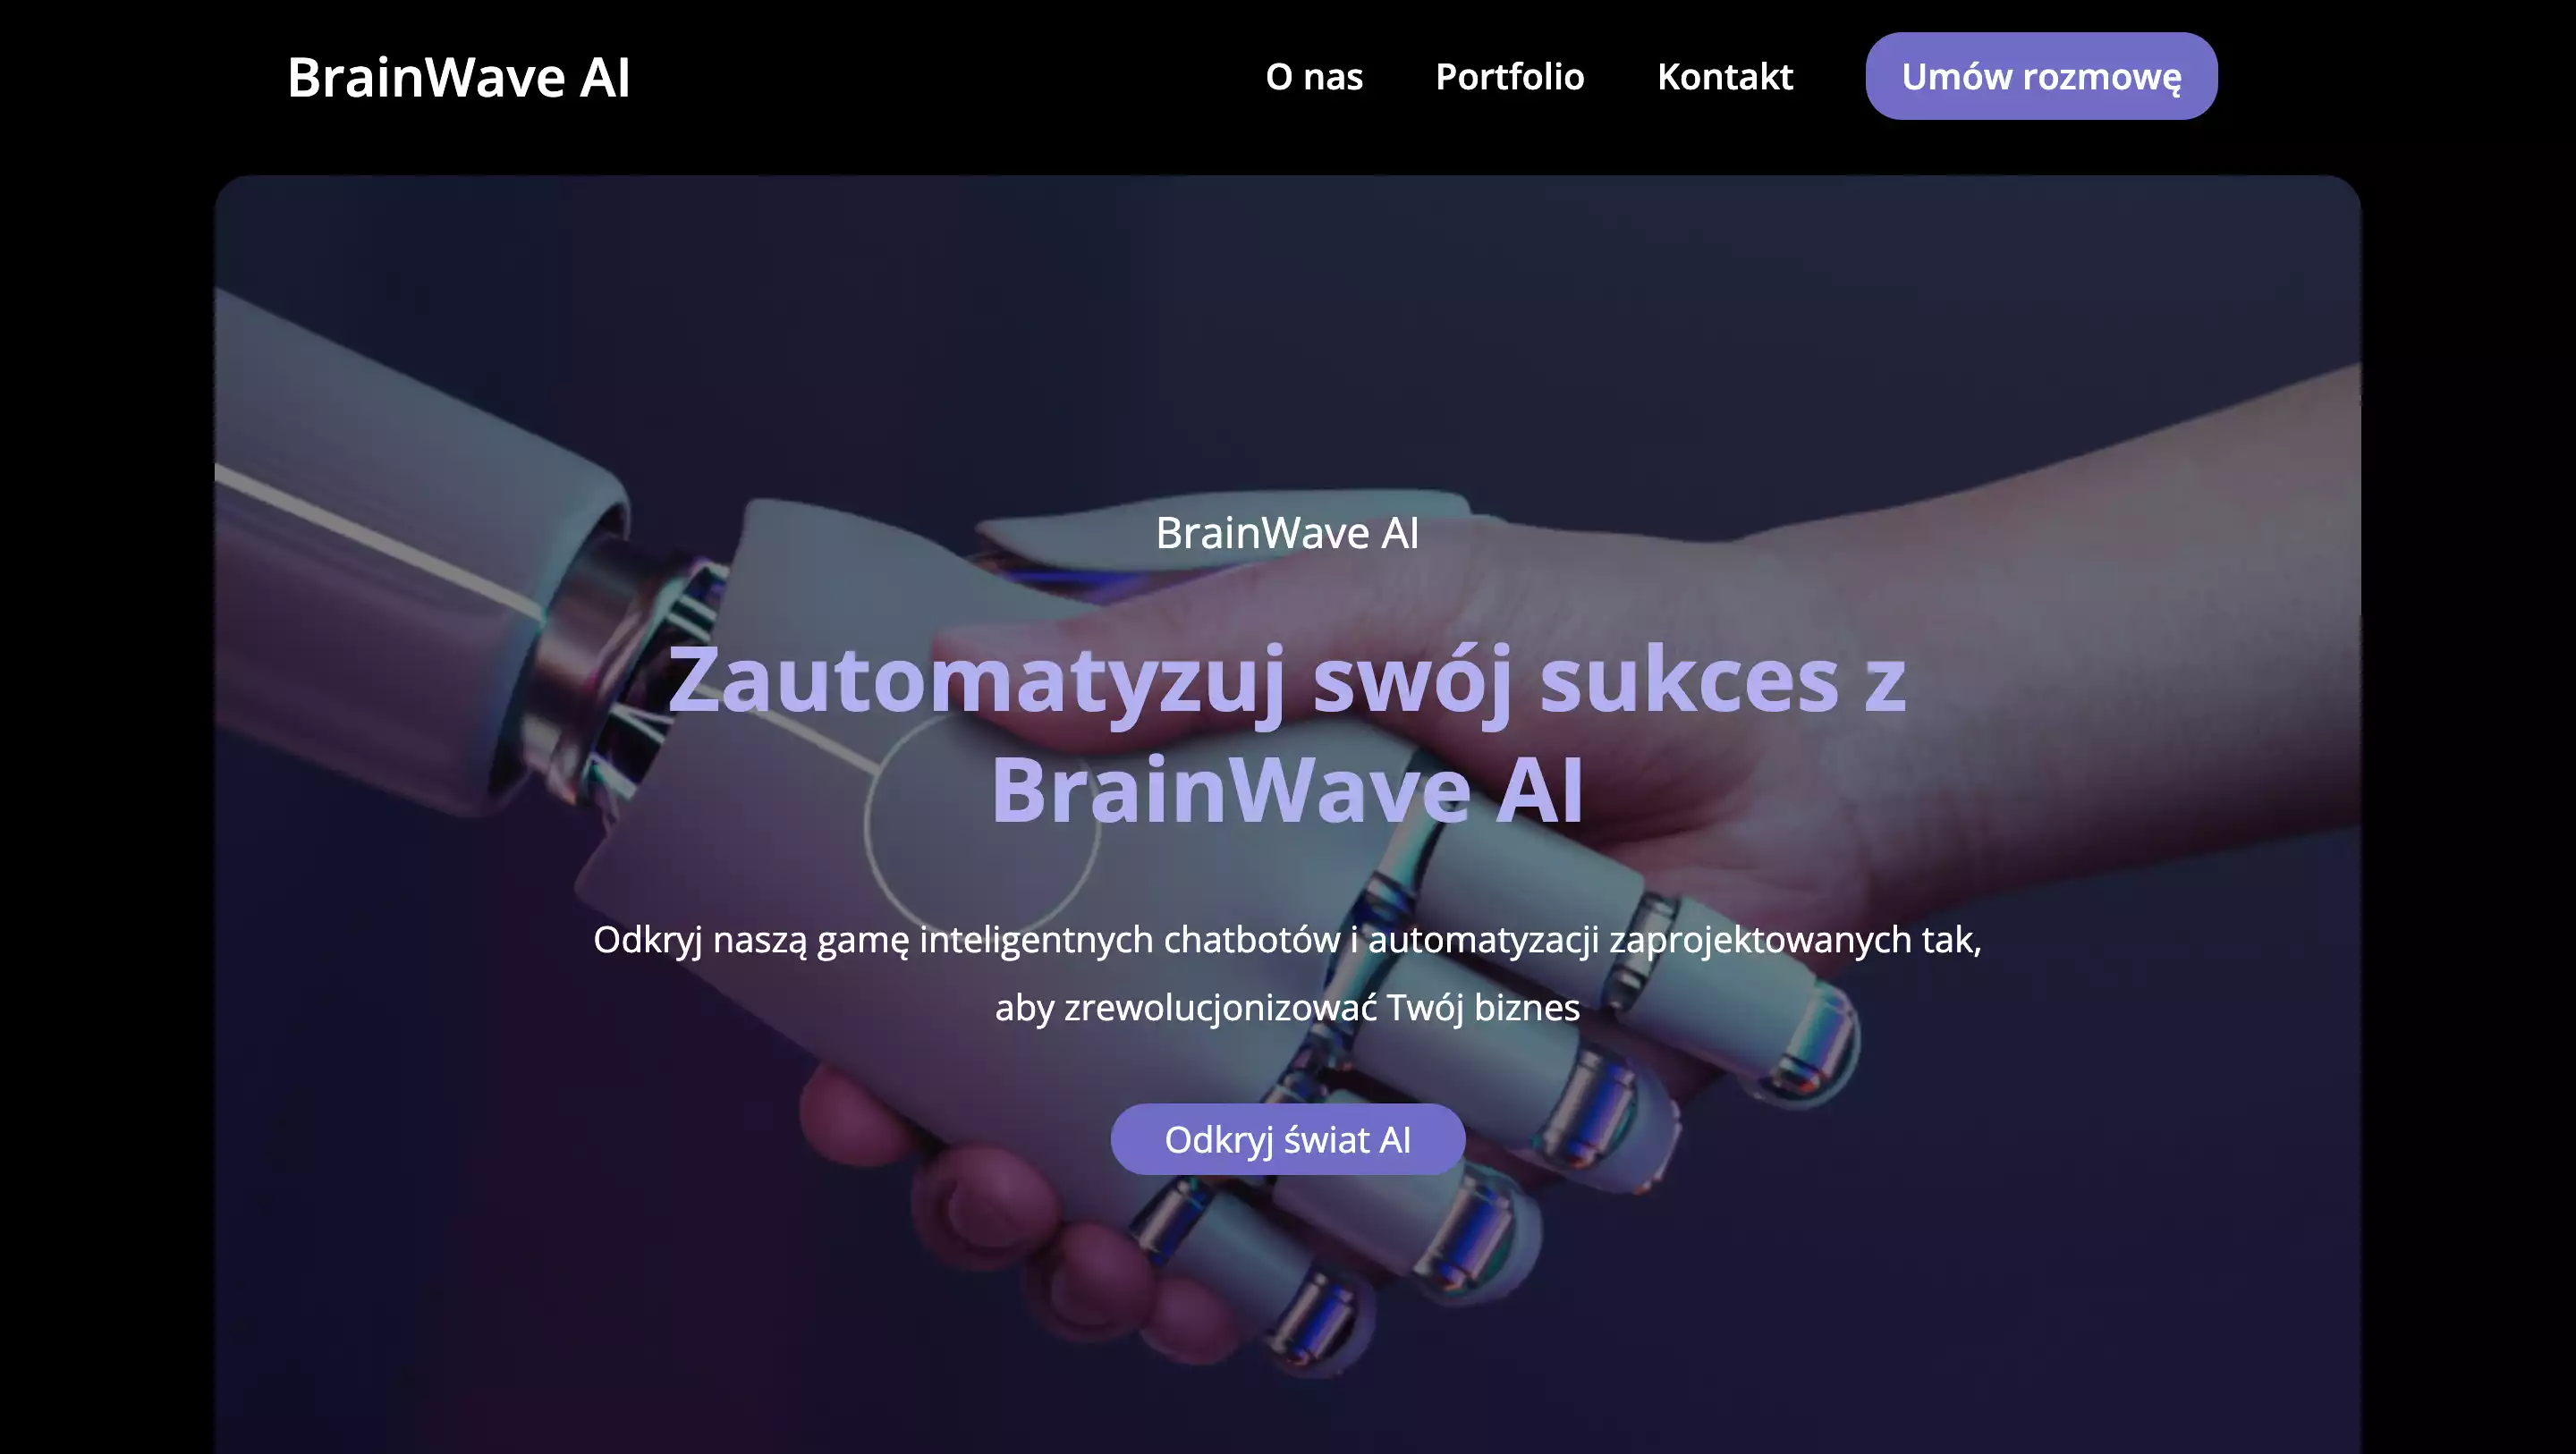 BrainWave AI
O nas
Portfolio
Kontakt
Umów rozmowę
BrainWave AI
Zautomatyzuj swój sukces z
BrainWave AI
Odkryj naszą gamę inteligentnych chatbotów i automatyzacji zaprojektowanych tak,
aby zrewolucjonizować Twój biznes
Odkryj świat AI